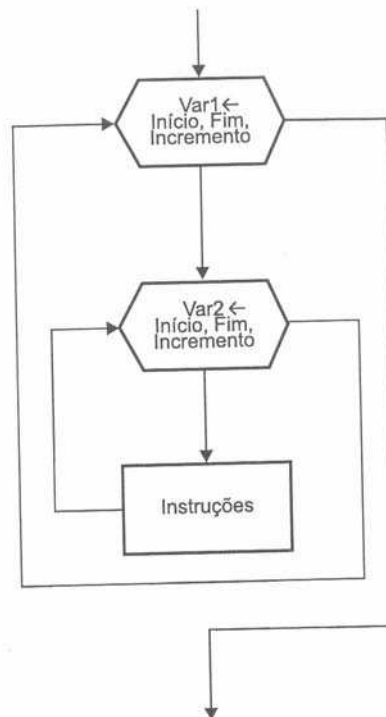 Var1←
Início, Fim,
Incremento
Var2←
Início, Fim,
Incremento
Instruções